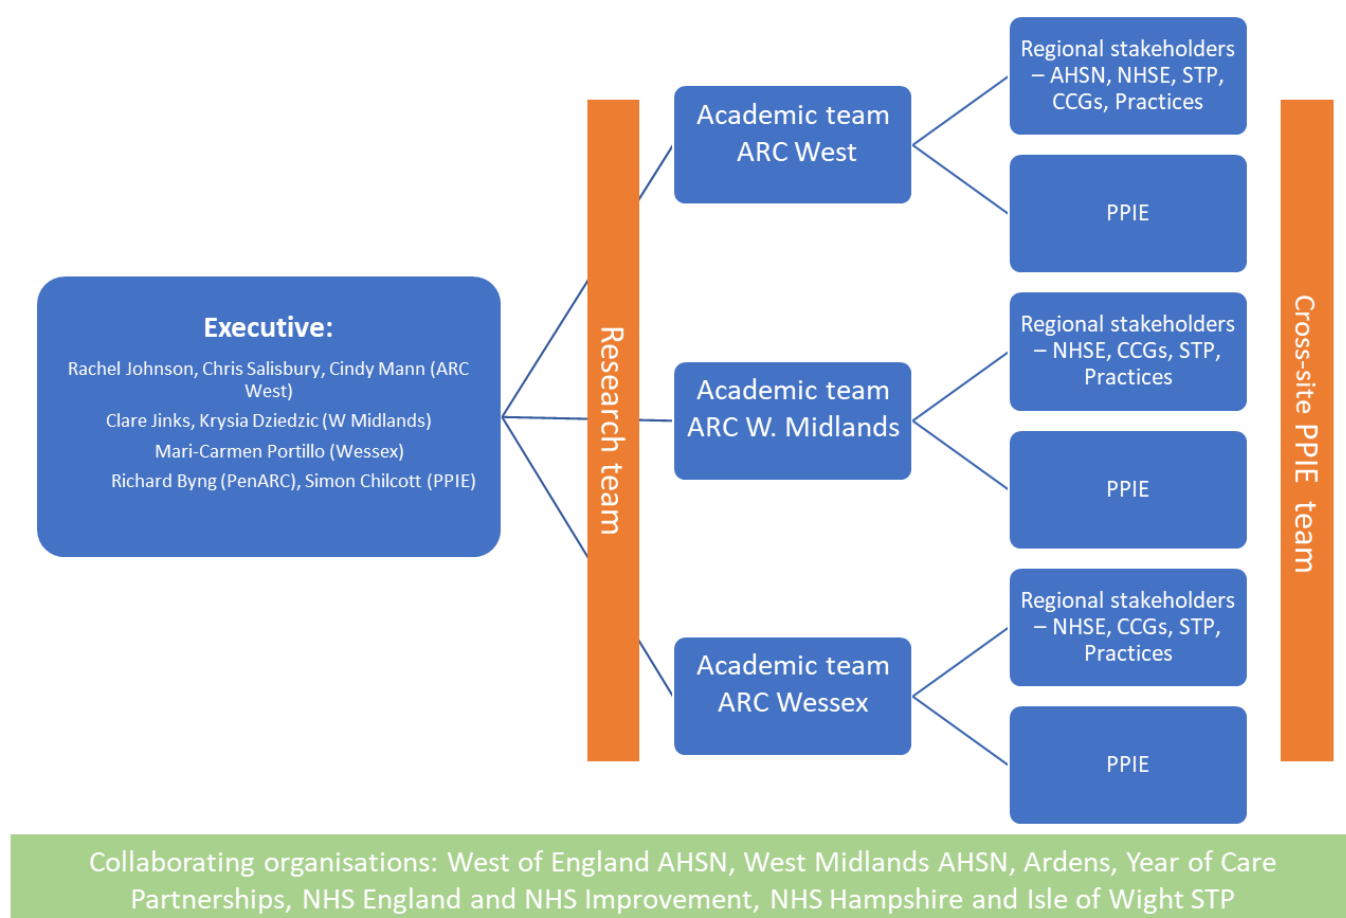 Executive:
Rachel Johnson, Chris Salisbury, Cindy Mann (ARC
West)
Clare Jinks, Krysia Dziedzic (W Midlands)
Mari-Carmen Portillo (Wessex)
Richard Byng (PenARC), Simon Chilcott (PPIE)
Research team
Academic team
ARC West
Regional stakeholders
– AHSN, NHSE, STP,
CCGs, Practices
PPIE
Academic team
ARC W. Midlands
Regional stakeholders
– NHSE, CCGs, STP,
Practices
PPIE
Academic team
ARC Wessex
Regional stakeholders
– NHSE, CCGs, STP,
Practices
PPIE
Cross-site PPIE team
Collaborating organisations: West of England AHSN, West Midlands AHSN, Ardens, Year of Care
Partnerships, NHS England and NHS Improvement, NHS Hampshire and Isle of Wight STP